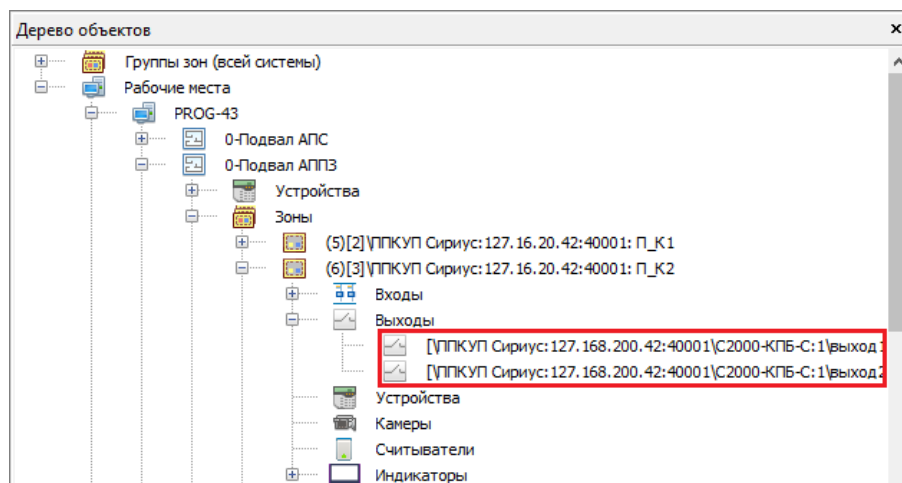 Дерево объектов
Группы зон (всей системы)
Рабочие места
PROG-43
0-Подвал АПС
0-Подвал АППЗ
Устройства
Зоны
(5)[2]\ППКУП Сириус:127.16.20.42:40001: П_К1
(6)[3]\ППКУП Сириус:127.16.20.42:40001: П_К2
Входы
Выходы
[\ППКУП Сириус:127.168.200.42:40001\С2000-КПБ-С:1\выход1
[\ППКУП Сириус:127.168.200.42:40001\С2000-КПБ-С:1\выход2
Устройства
Камеры
Считыватели
Индикаторы